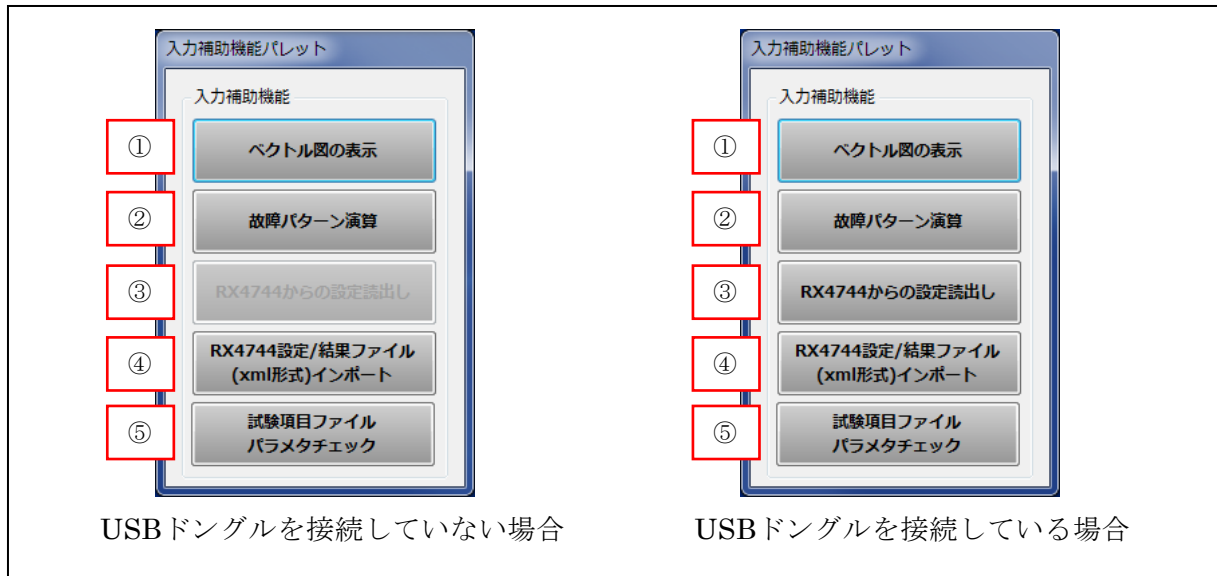 入力補助機能パレット
入力補助機能
① ベクトル図の表示
② 故障パターン演算
③ RX4744からの設定読出し
④ RX4744設定/結果ファイル
(xml形式)インポート
⑤ 試験項目ファイル
パラメタチェック
USBドングルを接続していない場合
入力補助機能パレット
入力補助機能
① ベクトル図の表示
② 故障パターン演算
③ RX4744からの設定読出し
④ RX4744設定/結果ファイル
(xml形式)インポート
⑤ 試験項目ファイル
パラメタチェック
USBドングルを接続している場合